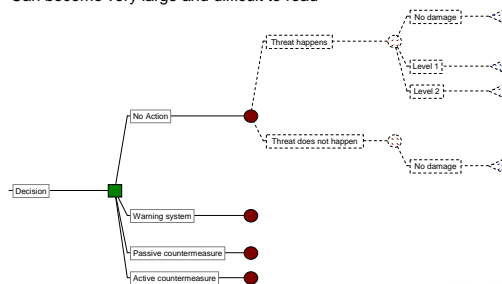 Can become very large and difficult to read
No damage
Threat happens
Level 1
Level 2
No Action
Threat does not happen
No damage
Decision
Warning system
Passive countermeasure
Active countermeasure